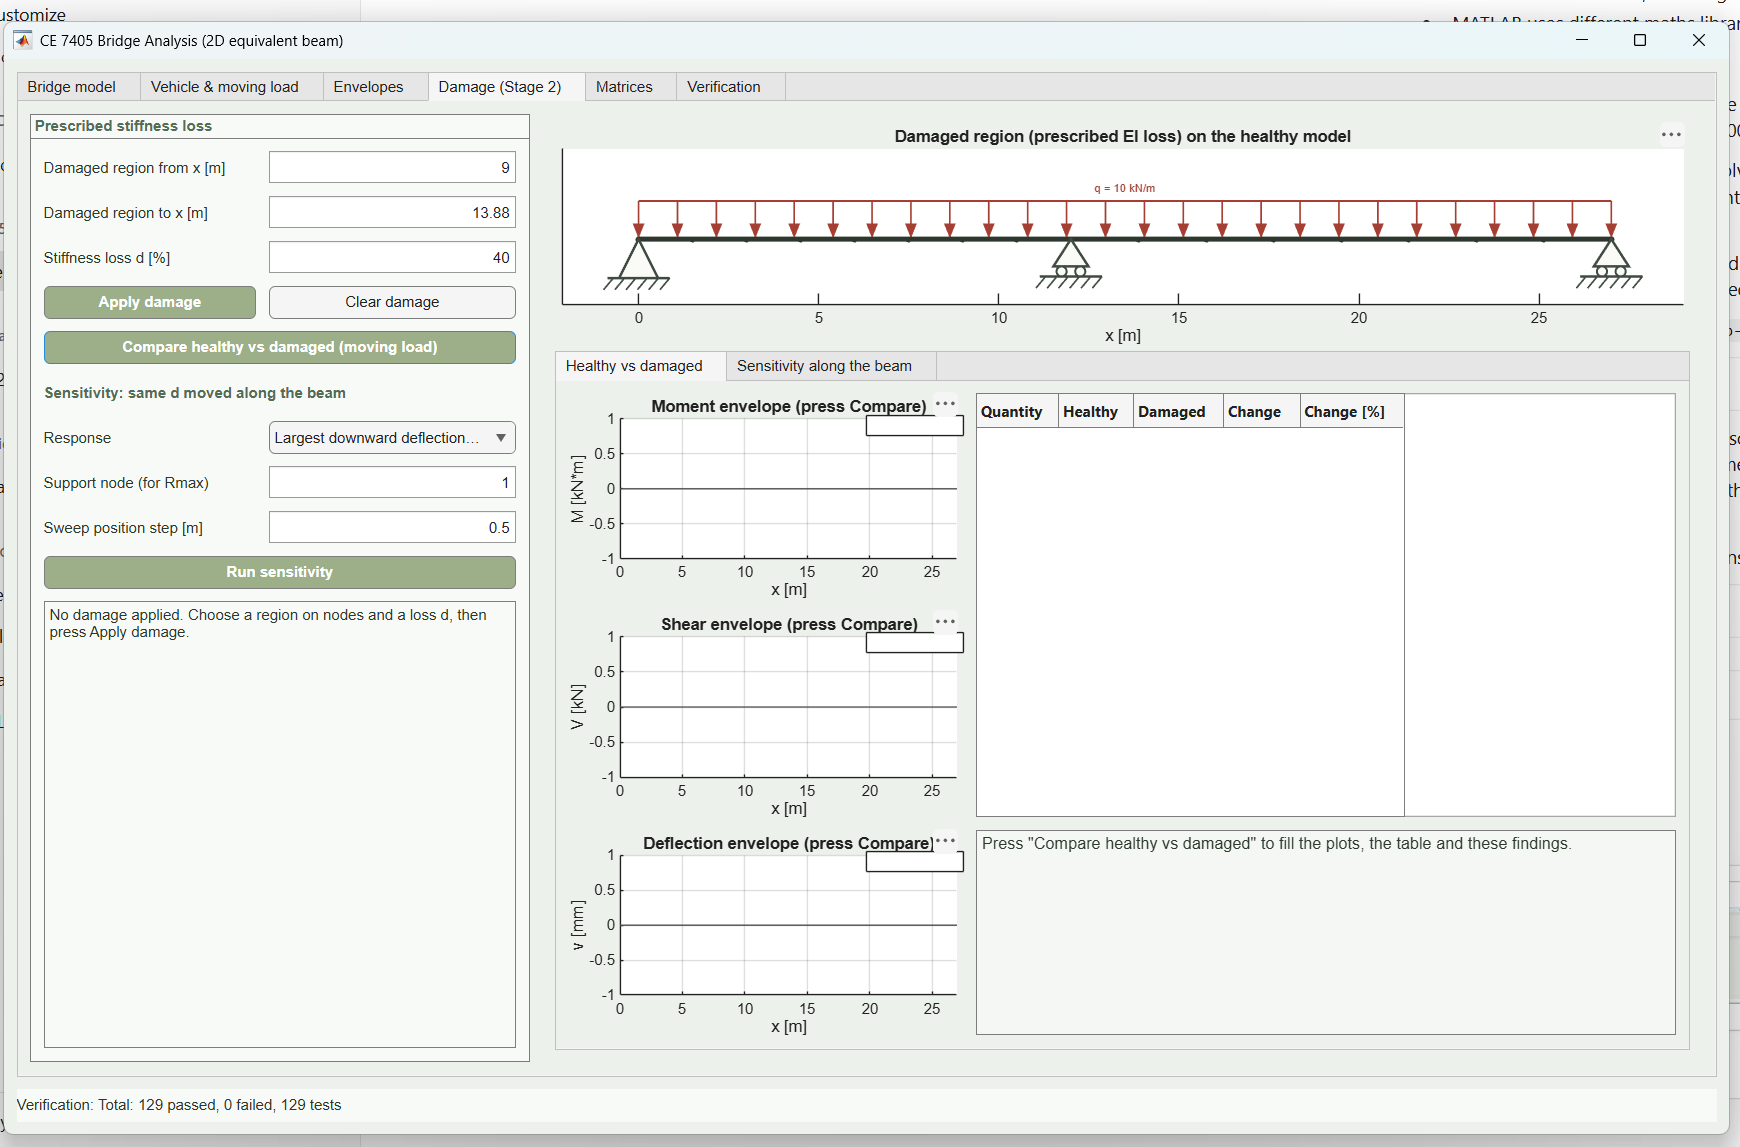 ustomize
CE 7405 Bridge Analysis (2D equivalent beam)
Bridge model
Vehicle & moving load
Envelopes
Damage (Stage 2)
Matrices
Verification
Prescribed stiffness loss
Damaged region from x [m]
9
Damaged region to x [m]
13.88
Stiffness loss d [%]
40
Apply damage
Clear damage
Compare healthy vs damaged (moving load)
Sensitivity: same d moved along the beam
Response
Largest downward deflection...
Support node (for Rmax)
1
Sweep position step [m]
0.5
Run sensitivity
No damage applied. Choose a region on nodes and a loss d, then
press Apply damage.
Damaged region (prescribed EI loss) on the healthy model
q = 10 kN/m
0 5 10 15 20 25
x [m]
Healthy vs damaged
Sensitivity along the beam
Moment envelope (press Compare)
M [kN*m]
1
0.5
0
-0.5
-1
0 5 10 15 20 25
x [m]
Shear envelope (press Compare)
V [kN]
1
0.5
0
-0.5
-1
0 5 10 15 20 25
x [m]
Deflection envelope (press Compare)
v [mm]
1
0.5
0
-0.5
-1
0 5 10 15 20 25
x [m]
Quantity Healthy Damaged Change Change [%]
Press "Compare healthy vs damaged" to fill the plots, the table and these findings.
Verification: Total: 129 passed, 0 failed, 129 tests